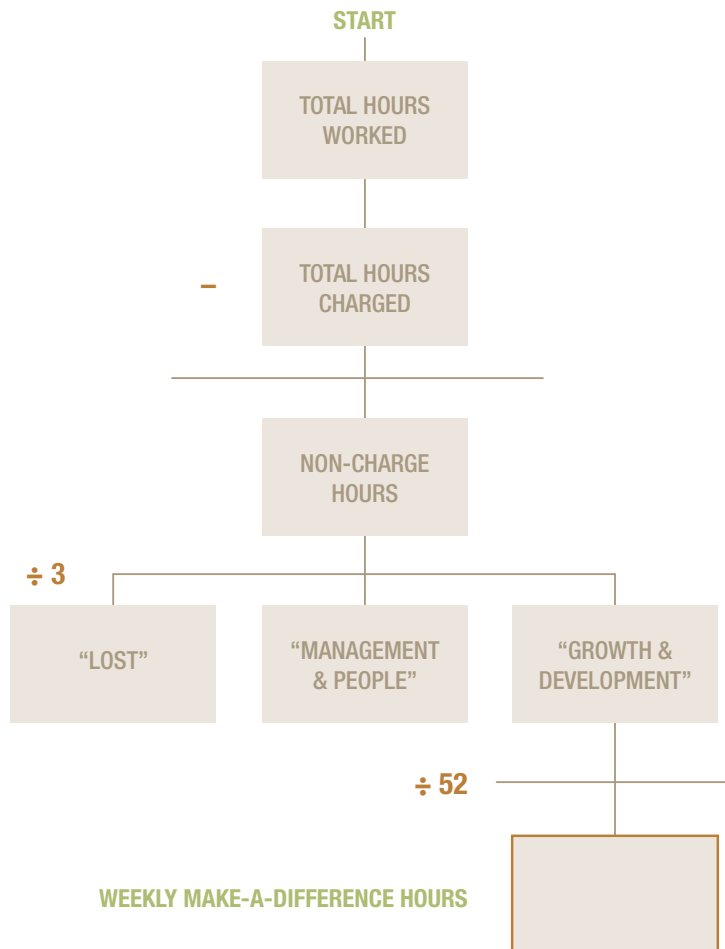 START
TOTAL HOURS
WORKED
–
TOTAL HOURS
CHARGED
NON-CHARGE
HOURS
÷ 3
“LOST”
“MANAGEMENT
& PEOPLE”
“GROWTH &
DEVELOPMENT”
÷ 52
WEEKLY MAKE-A-DIFFERENCE HOURS